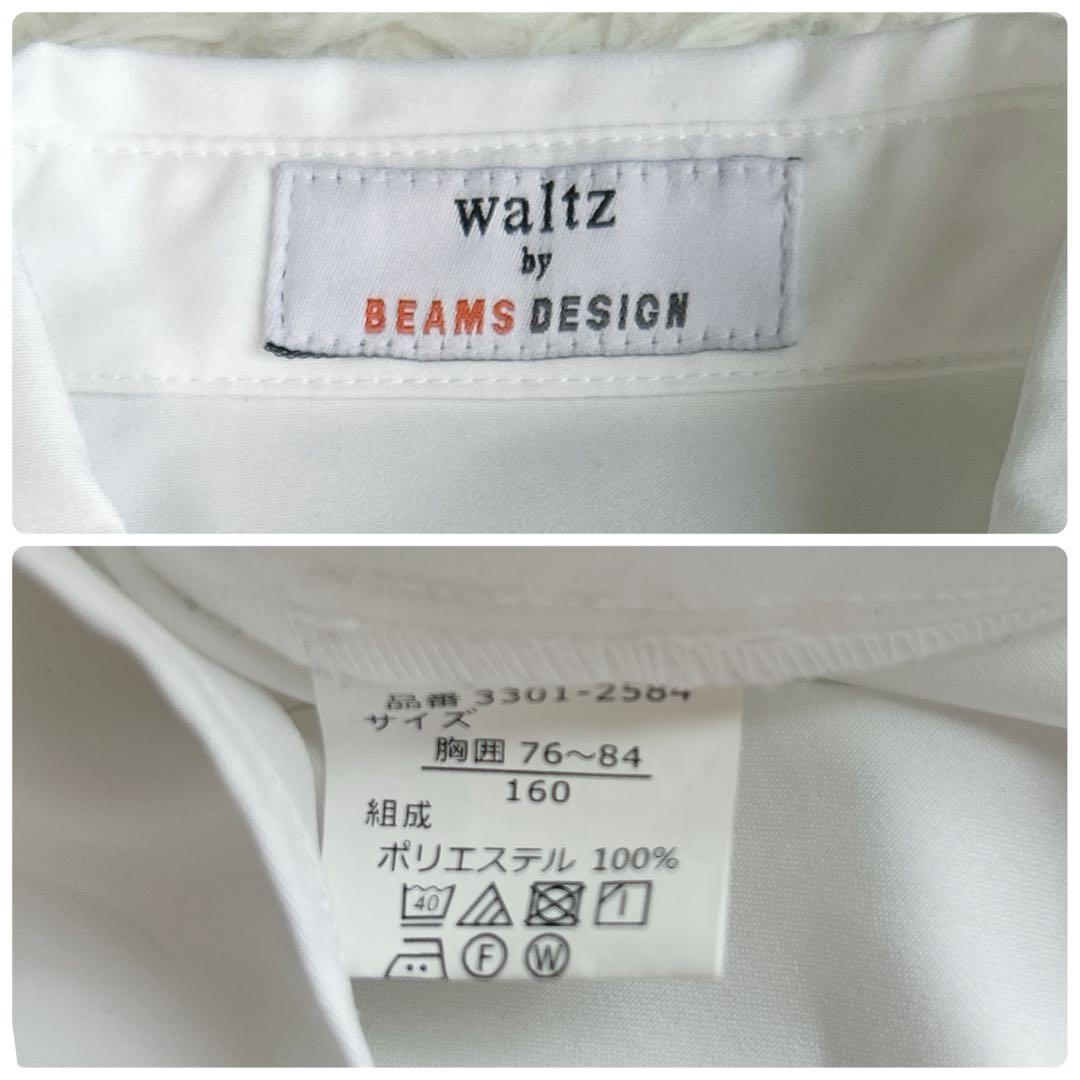 waltz
by
BEAMS DESIGN
品番 3301-2584
サイズ
胸囲 76～84
160
組成
ポリエステル 100%
40
F W